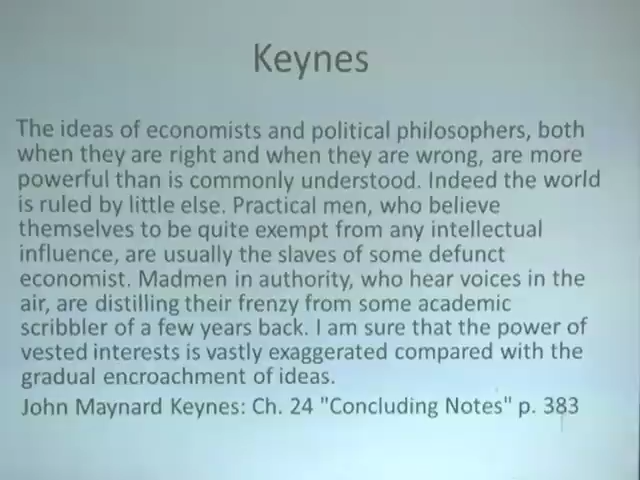 Keynes
The ideas of economists and political philosophers, both
when they are right and when they are wrong, are more
powerful than is commonly understood. Indeed the world
is ruled by little else. Practical men, who believe
themselves to be quite exempt from any intellectual
influence, are usually the slaves of some defunct
economist. Madmen in authority, who hear voices in the
air, are distilling their frenzy from some academic
scribbler of a few years back. I am sure that the power of
vested interests is vastly exaggerated compared with the
gradual encroachment of ideas.
John Maynard Keynes: Ch. 24 "Concluding Notes" p. 383